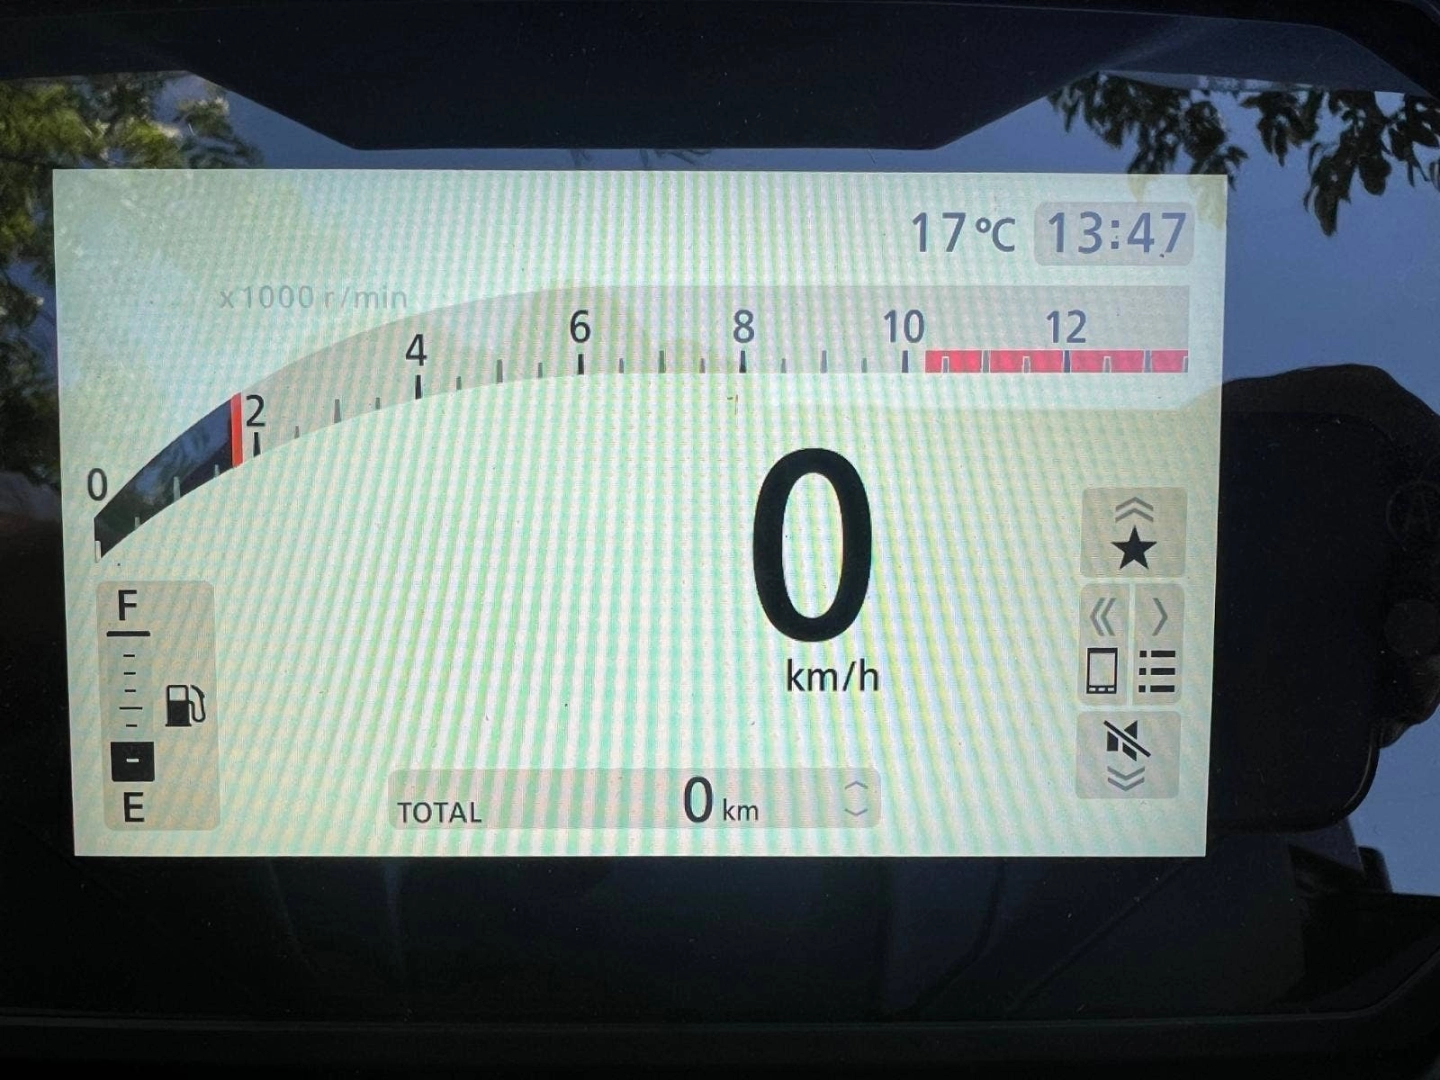 17°C 13:47
x1000 r/min
0 2 4 6 8 10 12
0
km/h
F
E
TOTAL 0 km